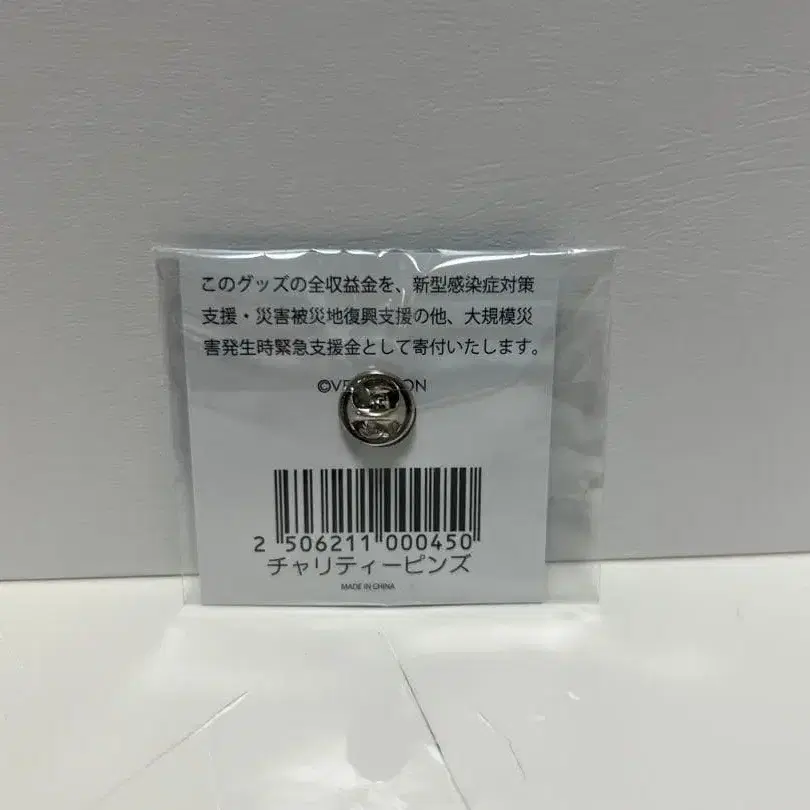 このグッズの全収益金を、新型感染症対策
支援・災害被災地復興支援の他、大規模災
害発生時緊急支援金として寄付いたします。
2 506211 000450
チャリティーピンズ
MADE IN CHINA